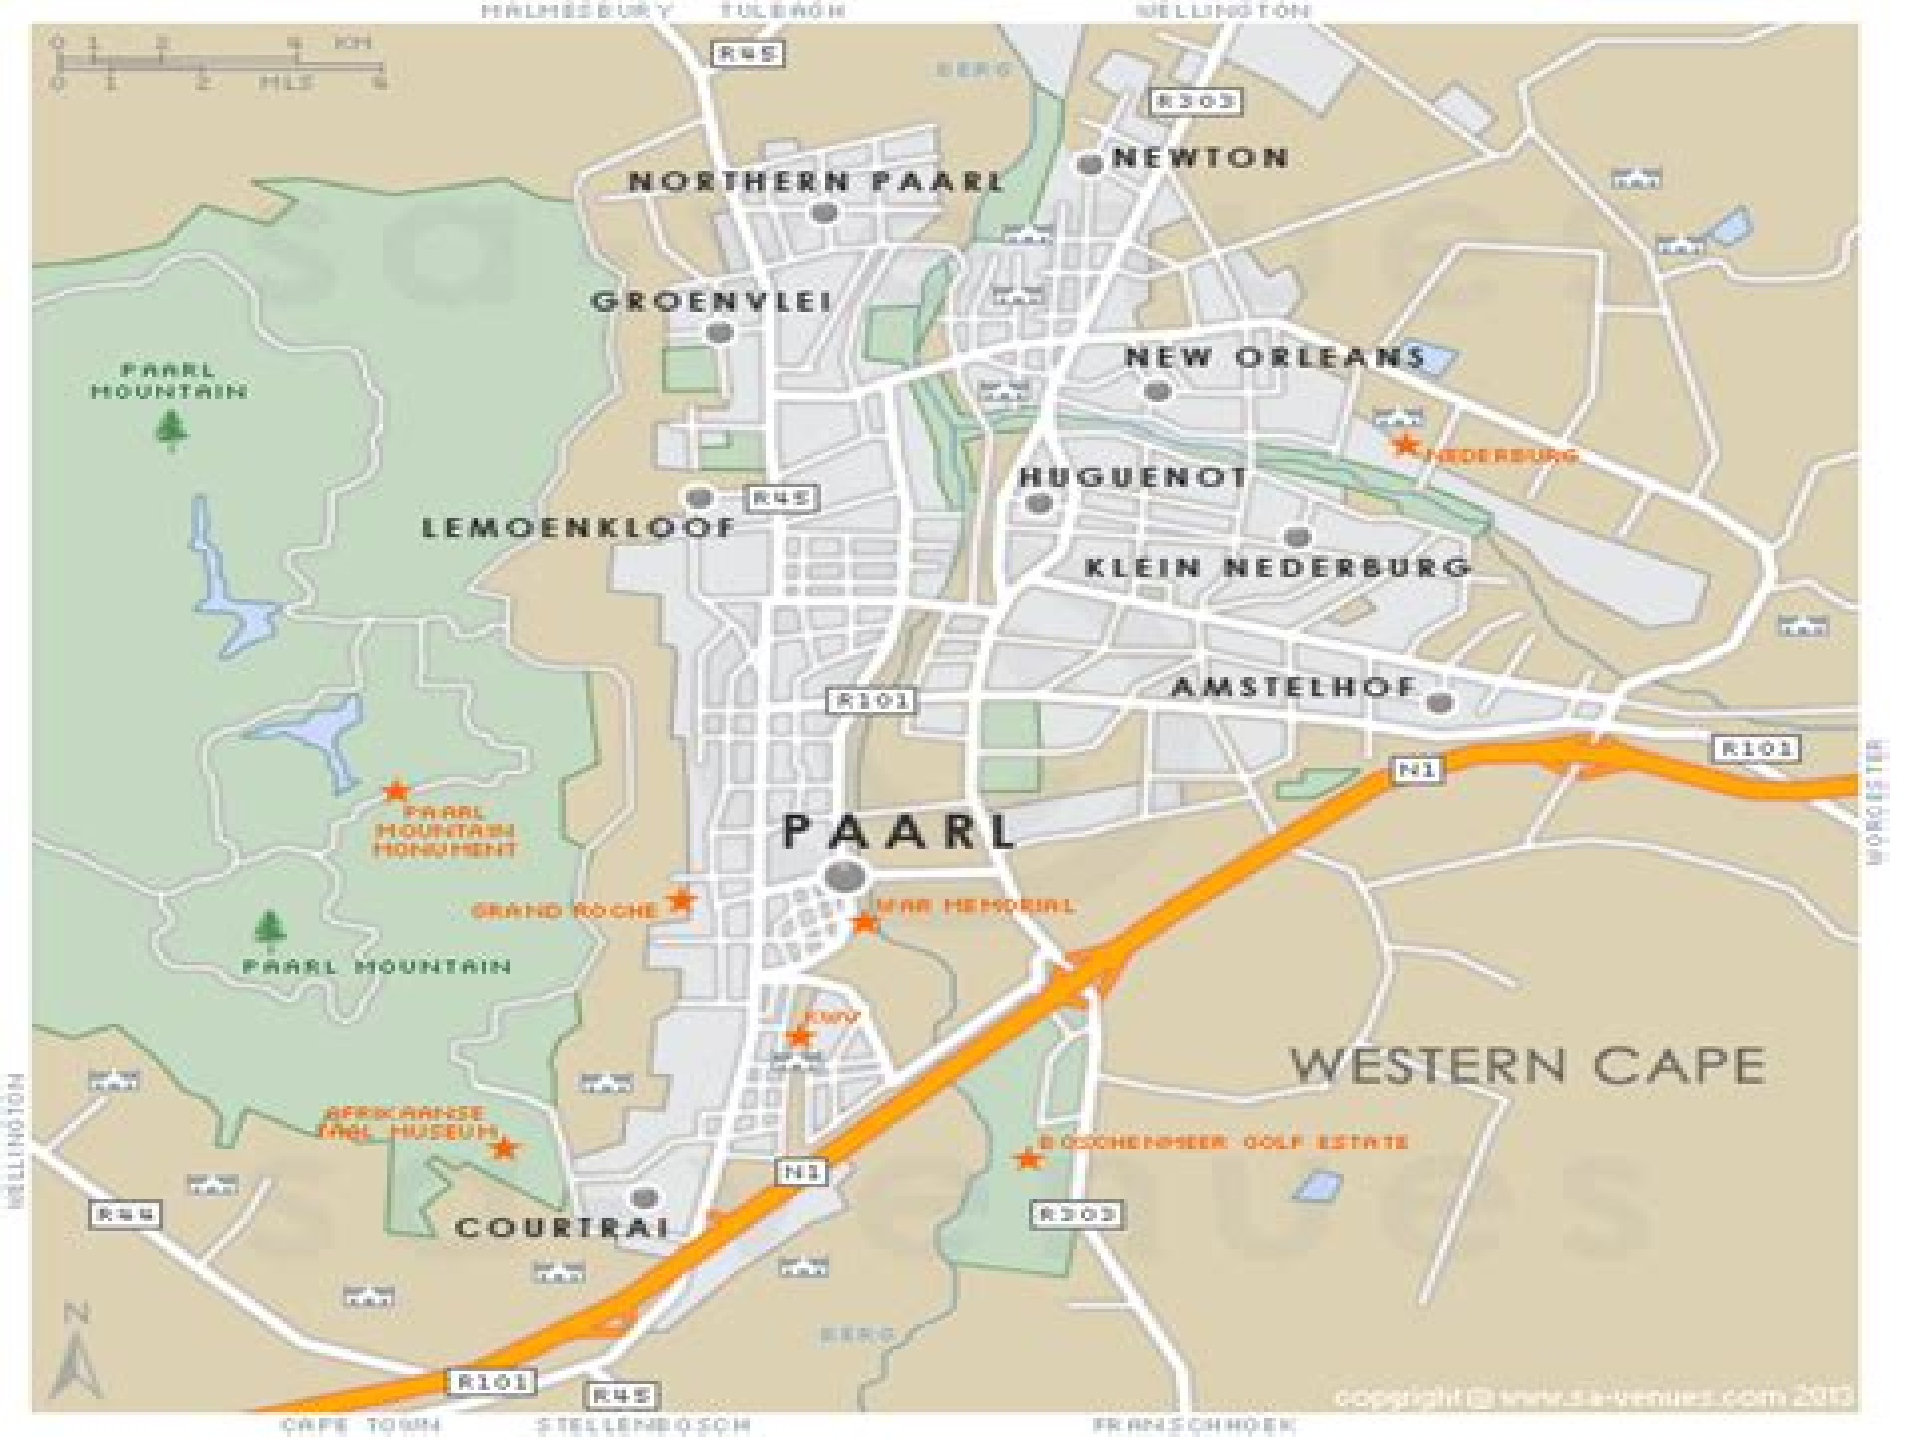 MALMESBURY TULBAGH WELLINGTON
0 1 2 4 KM
0 1 2 MLS 6
R45
BERG
R303
NEWTON
NORTHERN PAARL
GROENVLEI
NEW ORLEANS
PAARL
MOUNTAIN
NEDERBURG
HUGUENOT
R45
LEMOENKLOOF
KLEIN NEDERBURG
AMSTELHOF
R101
R101
N1
WORCESTER
PAARL
MOUNTAIN
MONUMENT
PAARL
GRAND ROCHE
WAR MEMORIAL
PAARL MOUNTAIN
KWV
WESTERN CAPE
WELLINGTON
AFRIKAANSE
TAAL MUSEUM
BOSCHENMEER GOLF ESTATE
N1
R44
R303
COURTRAI
N
BERG
R101
R45
copyright© www.sa-venues.com 2013
CAPE TOWN STELLENBOSCH FRANSCHHOEK